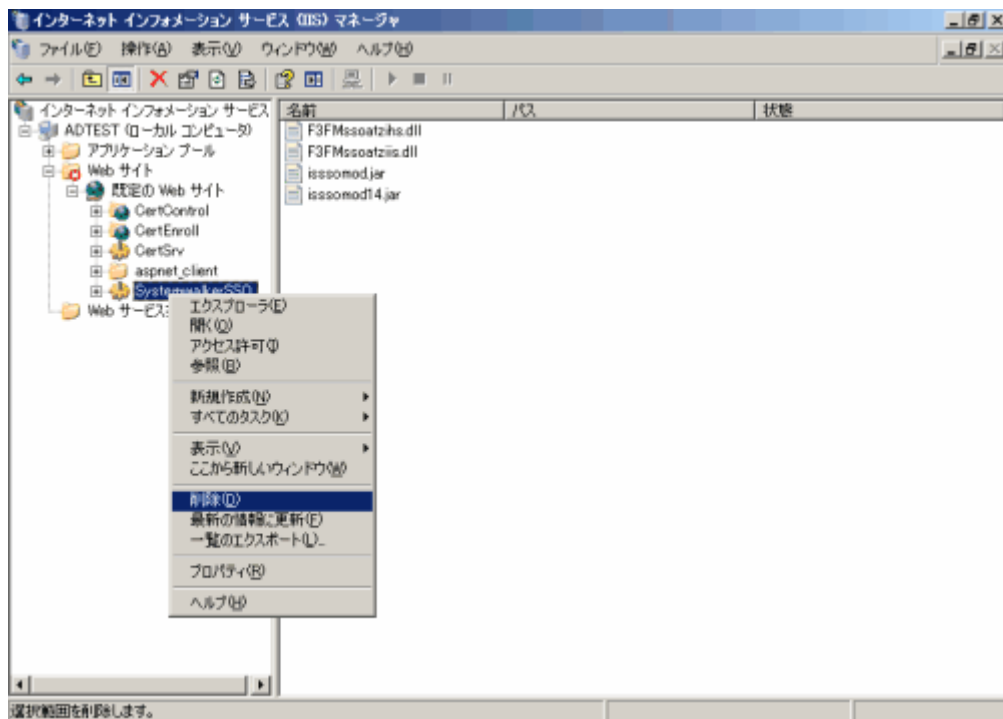 インターネット インフォメーション サービス (IIS) マネージャ
ファイル(F) 操作(A) 表示(V) ウィンドウ(W) ヘルプ(H)
インターネット インフォメーション サービス
ADTEST (ローカル コンピュータ)
アプリケーション プール
Web サイト
既定の Web サイト
CertControl
CertEnroll
CertSrv
aspnet_client
SystemwalkerSSO
Web サービス
名前 パス 状態
F3FMssoatzihs.dll
F3FMssoatziis.dll
isssomod.jar
isssomod14.jar
エクスプローラ(E)
開く(O)
アクセス許可(I)
参照(B)
新規作成(N)
すべてのタスク(K)
表示(V)
ここから新しいウィンドウ(W)
削除(D)
最新の情報に更新(F)
一覧のエクスポート(L)...
プロパティ(R)
ヘルプ(H)
選択範囲を削除します。